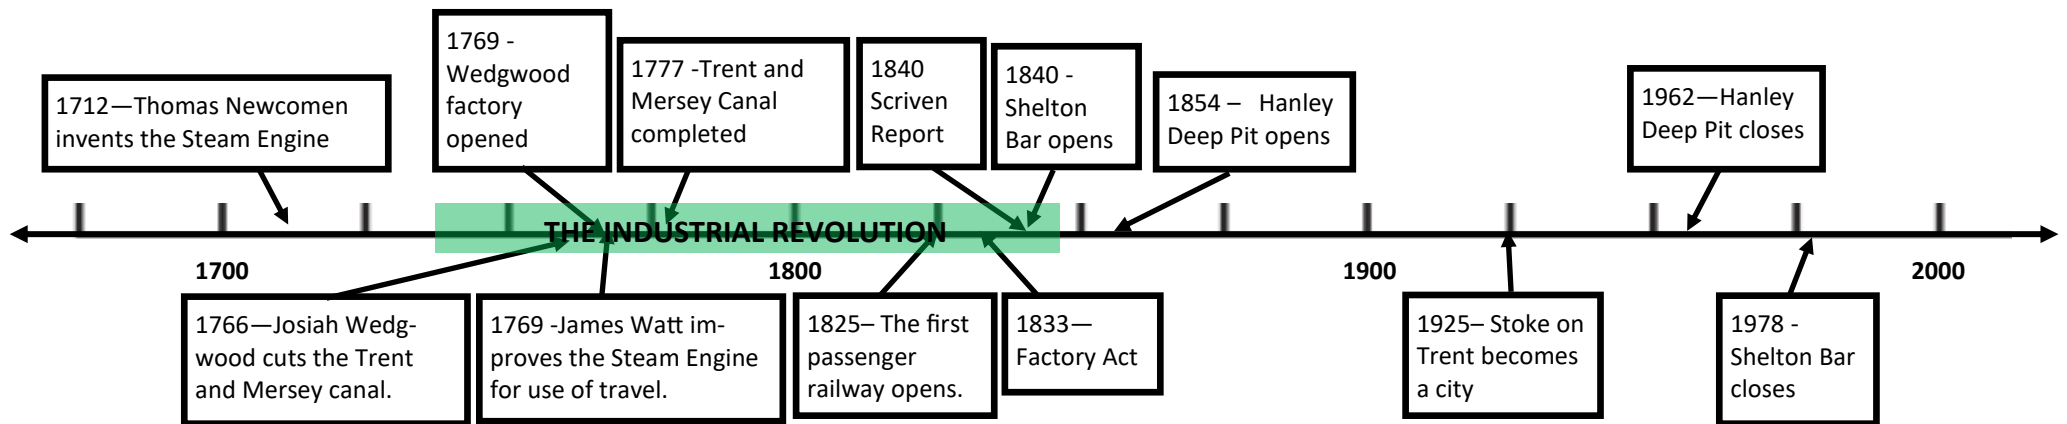 1712—Thomas Newcomen
invents the Steam Engine
1769 -
Wedgwood
factory
opened
1777 -Trent and
Mersey Canal
completed
1840
Scriven
Report
1840 -
Shelton
Bar opens
1854 – Hanley
Deep Pit opens
1962—Hanley
Deep Pit closes
THE INDUSTRIAL REVOLUTION
1700
1800
1900
2000
1766—Josiah Wedg-
wood cuts the Trent
and Mersey canal.
1769 -James Watt im-
proves the Steam Engine
for use of travel.
1825– The first
passenger
railway opens.
1833—
Factory Act
1925– Stoke on
Trent becomes
a city
1978 -
Shelton Bar
closes